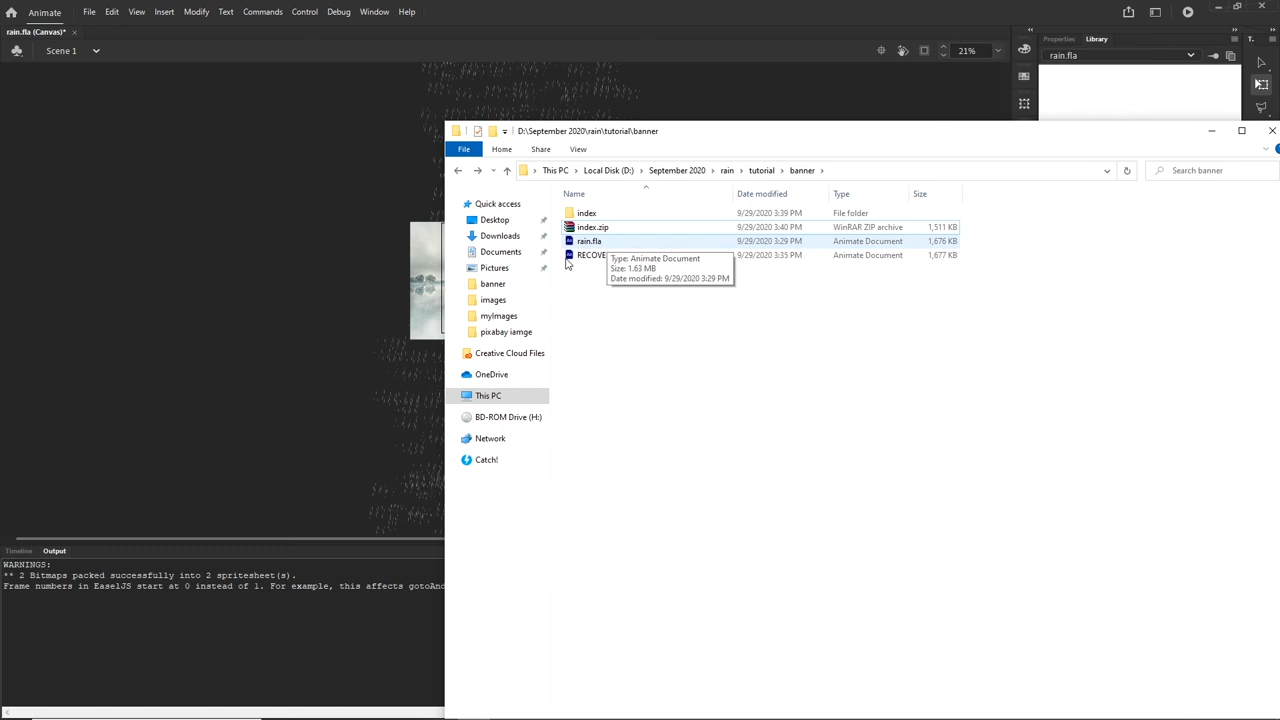 Animate File Edit View Insert Modify Text Commands Control Debug Window Help
rain.fla (Canvas)*
Scene 1
21%
Properties Library
T.
rain.fla
D:\September 2020\rain\tutorial\banner
File Home Share View
This PC › Local Disk (D:) › September 2020 › rain › tutorial › banner ›
Search banner
Name Date modified Type Size
Quick access
Desktop
Downloads
Documents
Pictures
banner
images
myImages
pixabay iamge
Creative Cloud Files
OneDrive
This PC
BD-ROM Drive (H:)
Network
Catch!
index 9/29/2020 3:39 PM File folder
index.zip 9/29/2020 3:40 PM WinRAR ZIP archive 1,511 KB
rain.fla 9/29/2020 3:29 PM Animate Document 1,676 KB
RECOVE 9/29/2020 3:35 PM Animate Document 1,677 KB
Type: Animate Document
Size: 1.63 MB
Date modified: 9/29/2020 3:29 PM
Timeline Output
WARNINGS:
** 2 Bitmaps packed successfully into 2 spritesheet(s).
Frame numbers in EaselJS start at 0 instead of 1. For example, this affects gotoAnd